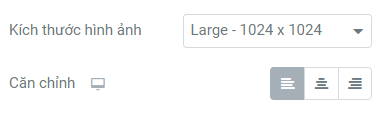 Kích thước hình ảnh Large - 1024 x 1024
Căn chỉnh